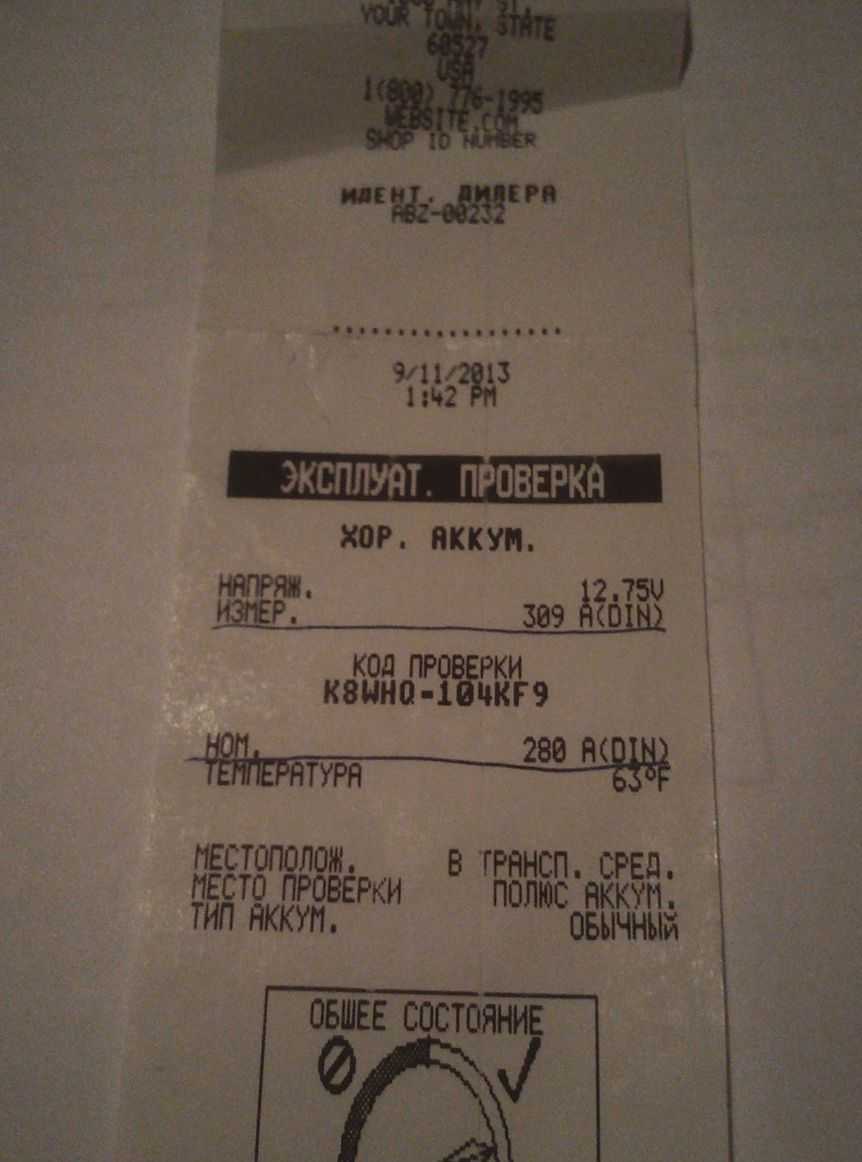 YOUR TOWN, STATE
60527
USA
1(800) 776-1995
WEBSITE.COM
SHOP ID NUMBER
ИДЕНТ. ДИЛЕРА
ABZ-00232
9/11/2013
1:42 PM
ЭКСПЛУАТ. ПРОВЕРКА
ХОР. АККУМ.
НАПРЯЖ. 12.75V
ИЗМЕР. 309 A(DIN)
КОД ПРОВЕРКИ
K8WHQ-104KF9
НОМ. 280 A(DIN)
ТЕМПЕРАТУРА 63°F
МЕСТОПОЛОЖ. В ТРАНСП. СРЕД.
МЕСТО ПРОВЕРКИ ПОЛЮС АККУМ.
ТИП АККУМ. ОБЫЧНЫЙ
ОБШЕЕ СОСТОЯНИЕ